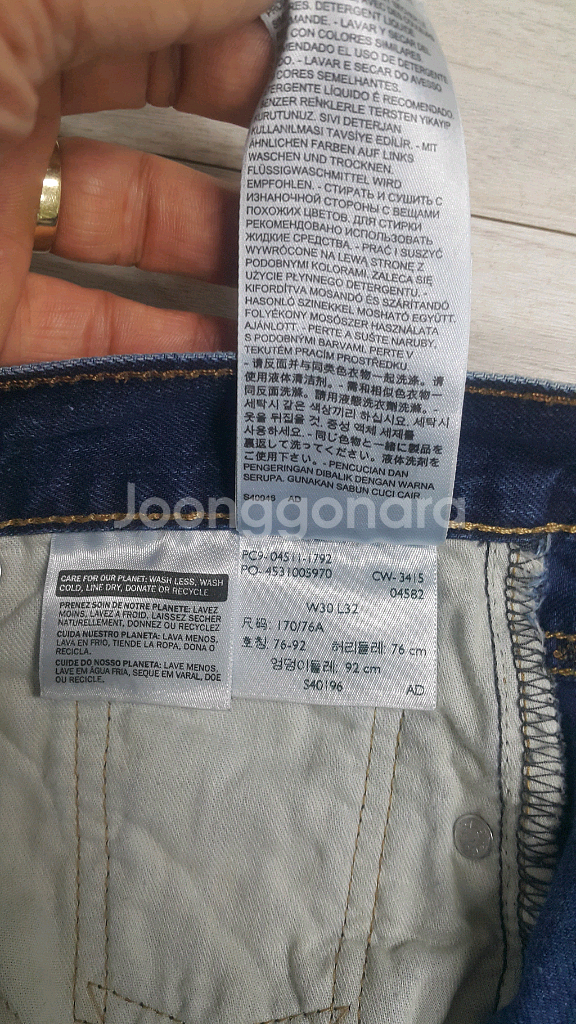 ORES. DETERGENT LIQUIDE
MANDE. - LAVAR Y SECAR DEL
CON COLORES SIMILARES.
MENDADO EL USO DE DETERGENTE
DO. - LAVAR E SECAR DO AVESSO
CORES SEMELHANTES.
TERGENTE LÍQUIDO É RECOMENDADO.
BENZER RENKLERLE TERSTEN YIKAYIP
KURUTUNUZ. SIVI DETERJAN
KULLANILMASI TAVSİYE EDİLİR. - MIT
ÄHNLICHEN FARBEN AUF LINKS
WASCHEN UND TROCKNEN.
FLÜSSIGWASCHMITTEL WIRD
EMPFOHLEN. - СТИРАТЬ И СУШИТЬ С
ИЗНАНОЧНОЙ СТОРОНЫ С ВЕЩАМИ
ПОХОЖИХ ЦВЕТОВ. ДЛЯ СТИРКИ
РЕКОМЕНДОВАНО ИСПОЛЬЗОВАТЬ
ЖИДКИЕ СРЕДСТВА. - PRAĆ I SUSZYĆ
WYWRÓCONE NA LEWĄ STRONĘ Z
PODOBNYMI KOLORAMI. ZALECA SIĘ
UŻYCIE PŁYNNEGO DETERGENTU. -
KIFORDÍTVA MOSANDÓ ÉS SZÁRÍTANDÓ
HASONLÓ SZINEKKEL MOSHATÓ EGYÜTT.
FOLYÉKONY MOSÓSZER HASZNÁLATA
AJÁNLOTT. - PERTE A SUŠTE NARUBY,
S PODOBNÝMI BARVAMI. PERTE V
TEKUTÉM PRACÍM PROSTŘEDKU.
- 请反面并与同类色衣物一起洗涤。请
使用液体清洁剂。- 需和相似色衣物一
同反面洗滌。請用液態洗衣劑洗滌。-
세탁시 같은 색상끼리 하십시요. 세탁시
옷을 뒤집을 것. 중성 액체 세제를
사용하세요. - 同じ色物と一緒に製品を
裏返して洗ってください。液体洗剤を
ご使用下さい。- PENCUCIAN DAN
PENGERINGAN DIBALIK DENGAN WARNA
SERUPA. GUNAKAN SABUN CUCI CAIR.
S40046 AD
Joonggonara
CARE FOR OUR PLANET: WASH LESS, WASH
COLD, LINE DRY, DONATE OR RECYCLE
PRENEZ SOIN DE NOTRE PLANETE: LAVEZ
MOINS, LAVEZ A FROID, LAISSEZ SECHER
NATURELLEMENT, DONNEZ OU RECYCLEZ
CUIDA NUESTRO PLANETA: LAVA MENOS,
LAVA EN FRIO, TIENDE LA ROPA, DONA O
RECICLA.
CUIDE DO NOSSO PLANETA: LAVE MENOS,
LAVE EM ÁGUA FRIA, SEQUE EM VARAL, DOE
OU RECICLE.
PC9-04511-1792
PO-4531005970 CW-3415
04582
W30 L32
尺码: 170/76A
호칭: 76-92 허리둘레: 76 cm
엉덩이둘레: 92 cm
S40196 AD